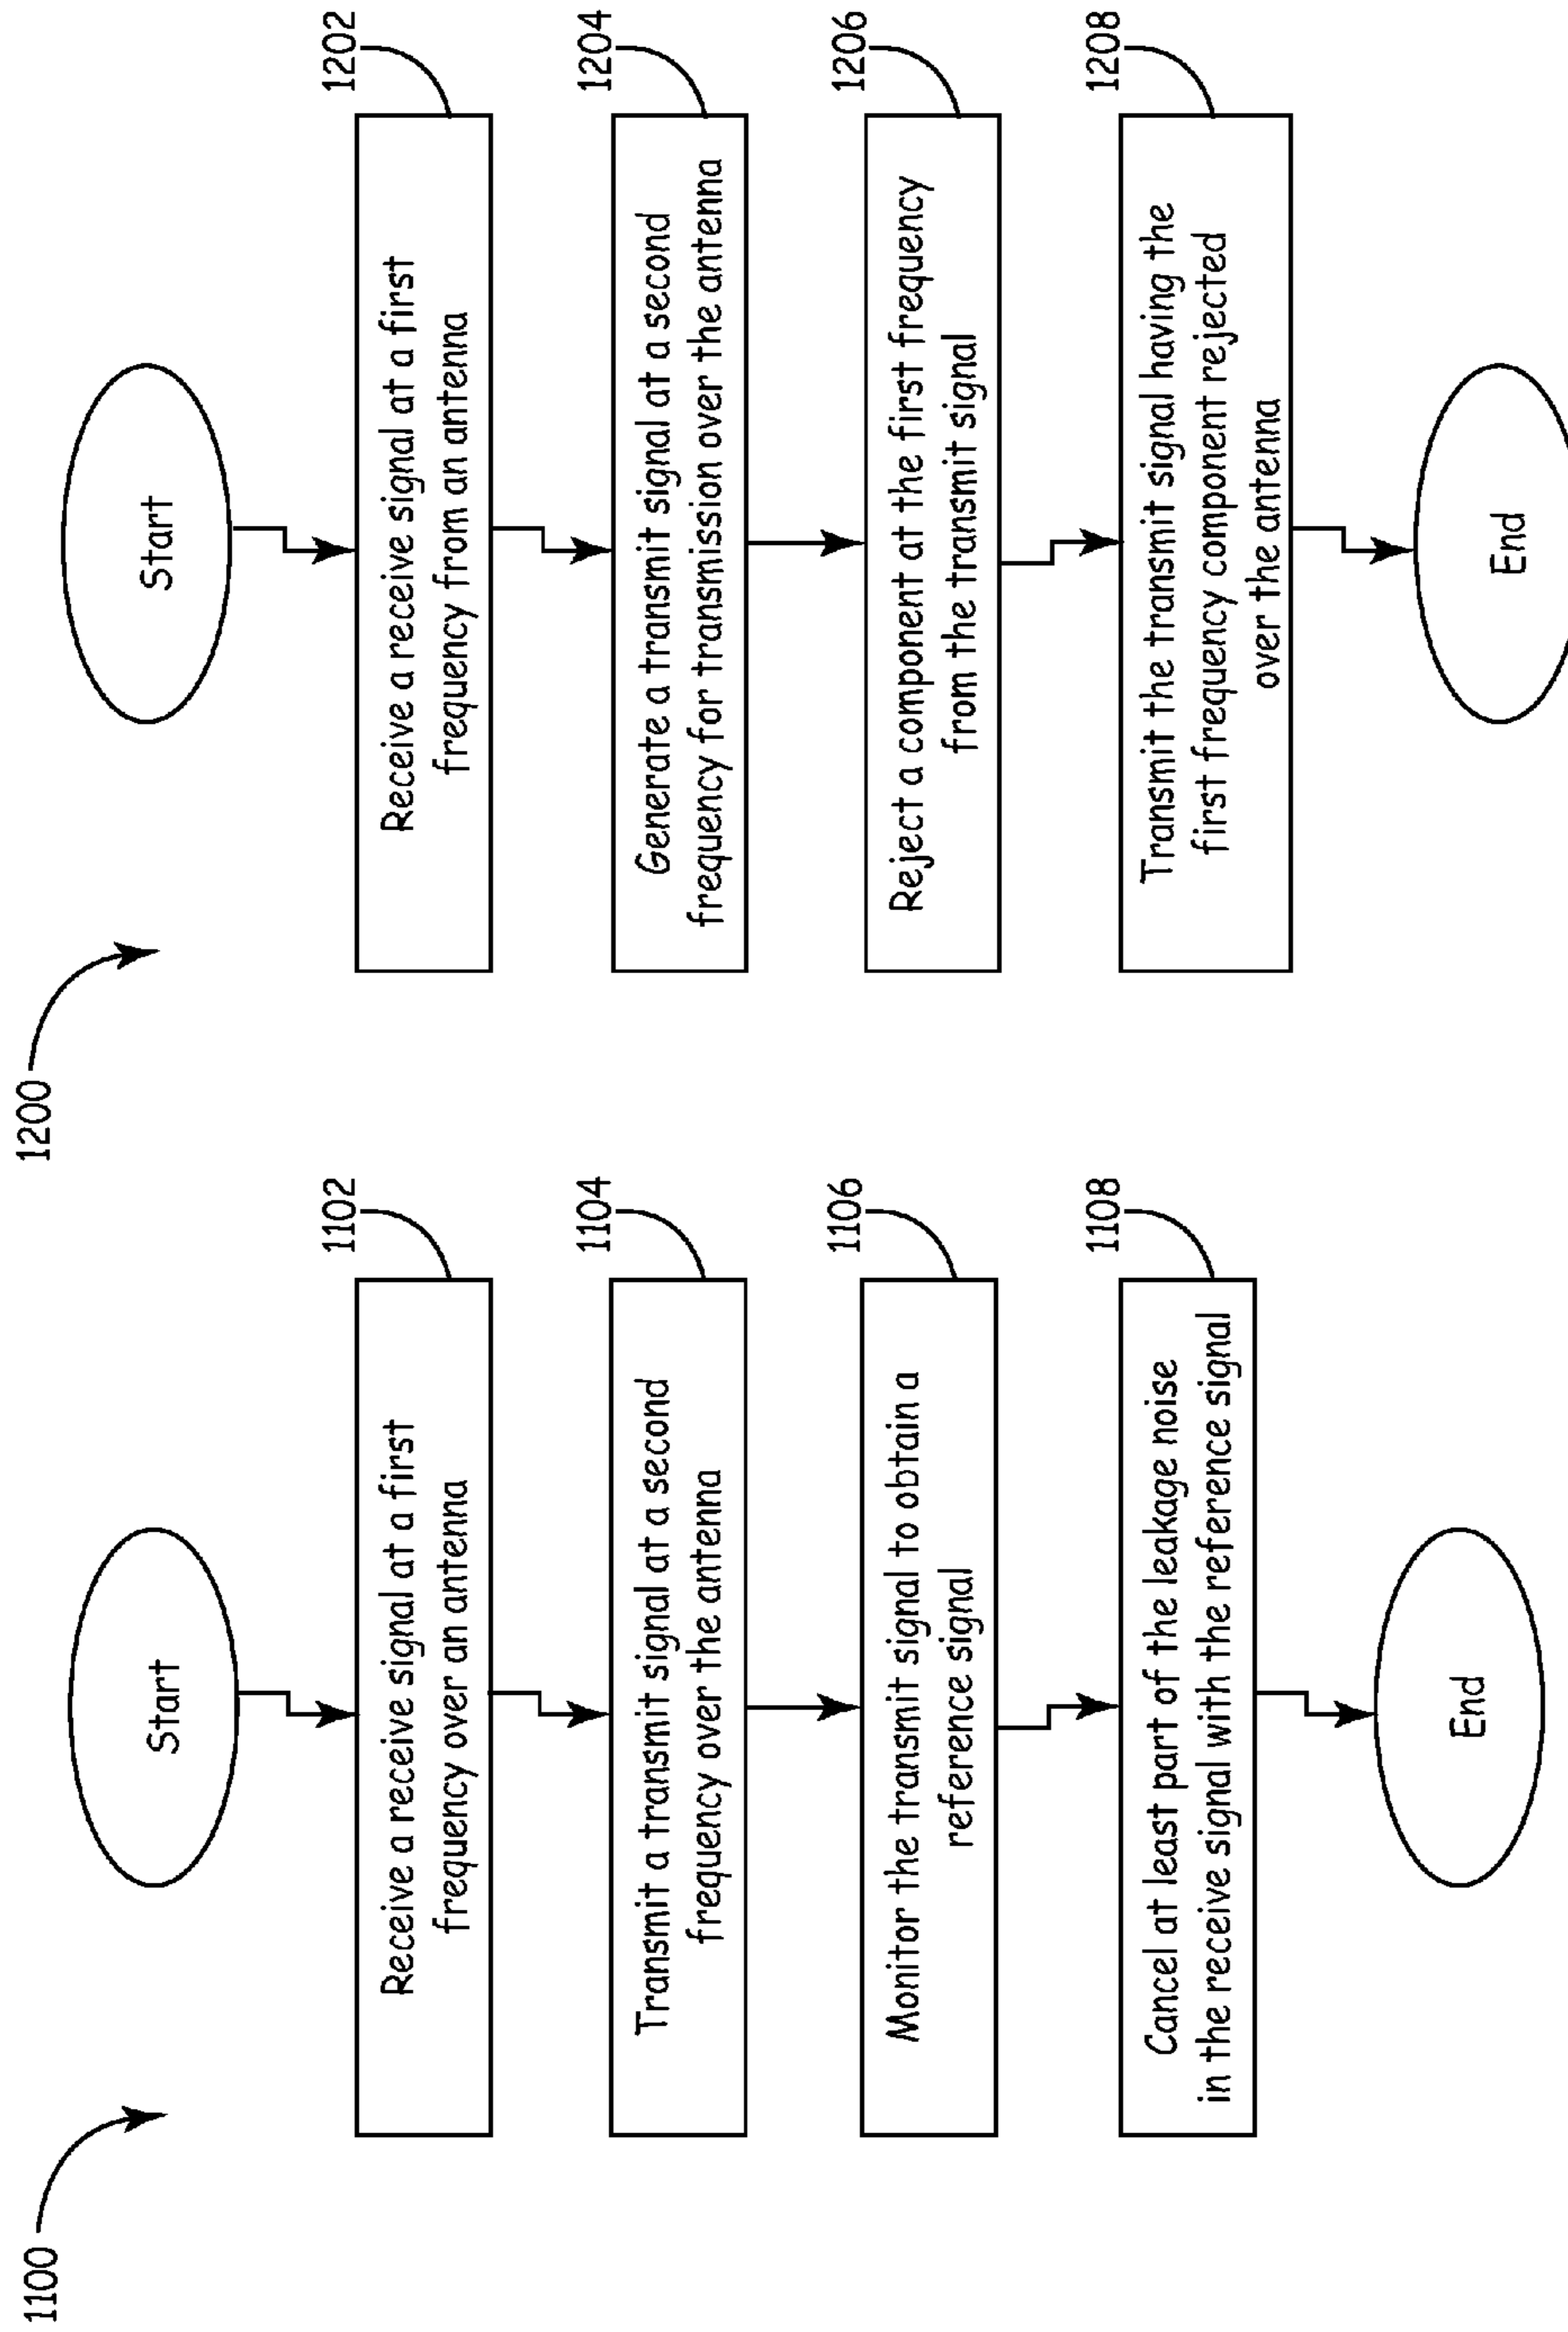 1100
Start
Receive a receive signal at a first
frequency over an antenna
1102
Transmit a transmit signal at a second
frequency over the antenna
1104
Monitor the transmit signal to obtain a
reference signal
1106
Cancel at least part of the leakage noise
in the receive signal with the reference signal
1108
End
1200
Start
Receive a receive signal at a first
frequency from an antenna
1202
Generate a transmit signal at a second
frequency for transmission over the antenna
1204
Reject a component at the first frequency
from the transmit signal
1206
Transmit the transmit signal having the
first frequency component rejected
over the antenna
1208
End